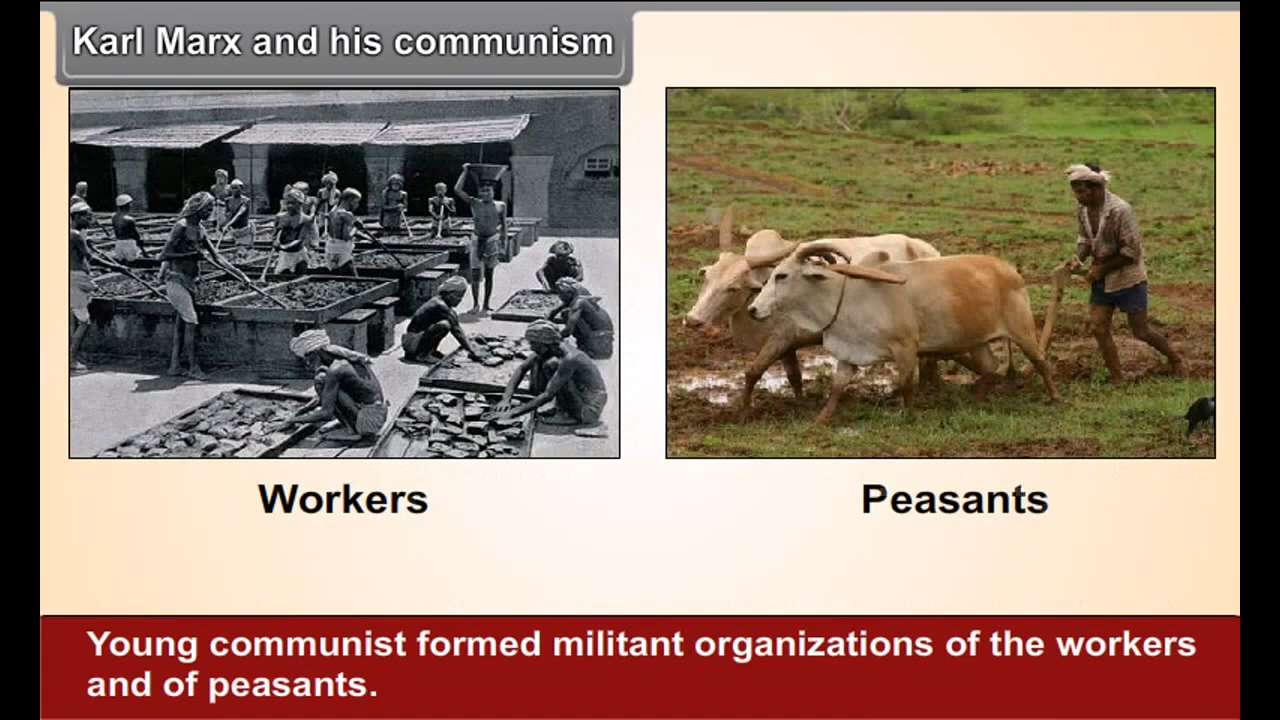 Karl Marx and his communism
Workers
Peasants
Young communist formed militant organizations of the workers
and of peasants.